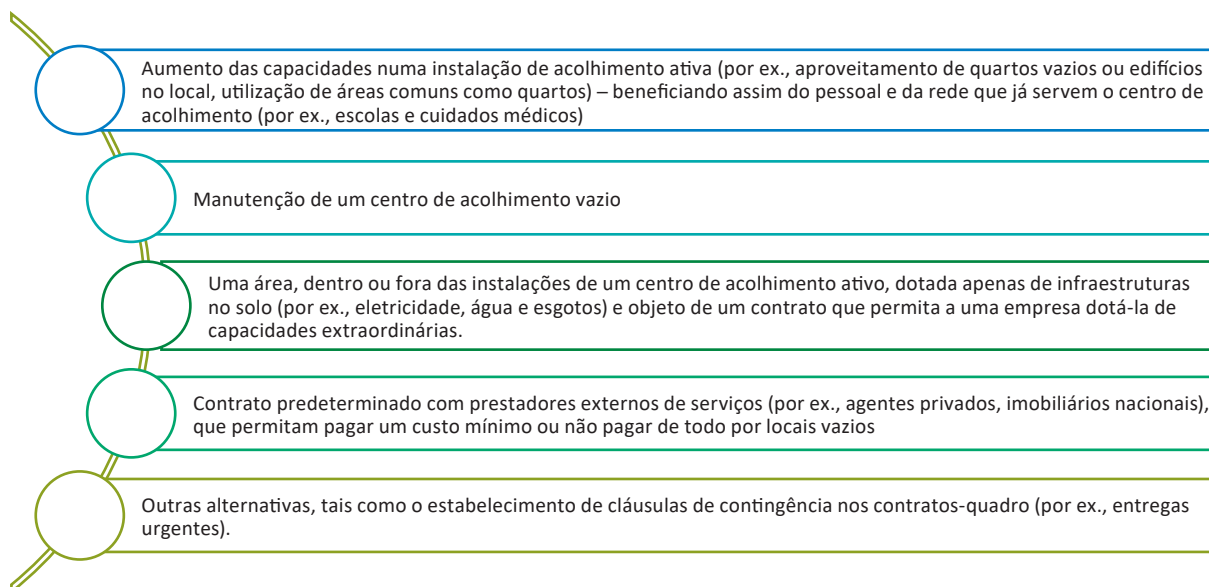 Aumento das capacidades numa instalação de acolhimento ativa (por ex., aproveitamento de quartos vazios ou edifícios
no local, utilização de áreas comuns como quartos) – beneficiando assim do pessoal e da rede que já servem o centro de
acolhimento (por ex., escolas e cuidados médicos)
Manutenção de um centro de acolhimento vazio
Uma área, dentro ou fora das instalações de um centro de acolhimento ativo, dotada apenas de infraestruturas
no solo (por ex., eletricidade, água e esgotos) e objeto de um contrato que permita a uma empresa dotá-la de
capacidades extraordinárias.
Contrato predeterminado com prestadores externos de serviços (por ex., agentes privados, imobiliários nacionais),
que permitam pagar um custo mínimo ou não pagar de todo por locais vazios
Outras alternativas, tais como o estabelecimento de cláusulas de contingência nos contratos-quadro (por ex., entregas
urgentes).